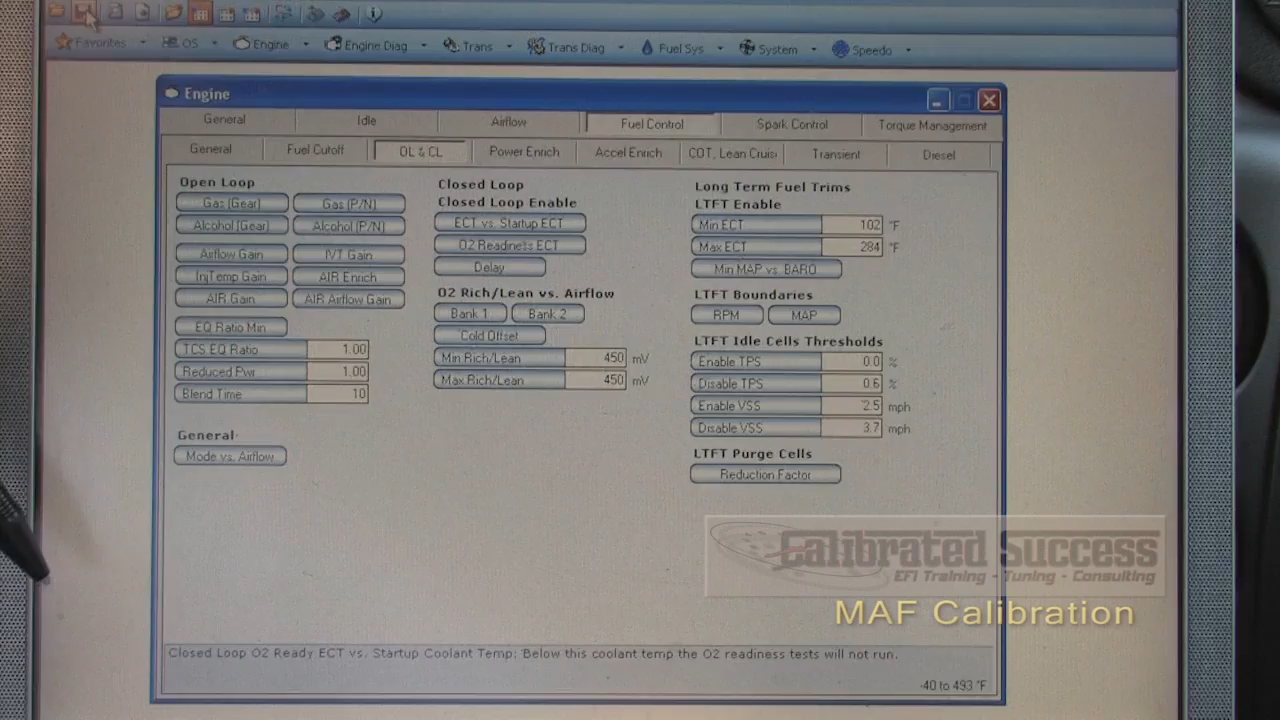 Favorites OS Engine Engine Diag Trans Trans Diag Fuel Sys System Speedo
Engine
General Idle Airflow Fuel Control Spark Control Torque Management
General Fuel Cutoff OL & CL Power Enrich Accel Enrich COT, Lean Cruis Transient Diesel
Open Loop
Gas (Gear) Gas (P/N)
Alcohol (Gear) Alcohol (P/N)
Airflow Gain IVT Gain
InjTemp Gain AIR Enrich
AIR Gain AIR Airflow Gain
EQ Ratio Min
TCS EQ Ratio 1.00
Reduced Pwr 1.00
Blend Time 10
General
Mode vs. Airflow
Closed Loop
Closed Loop Enable
ECT vs. Startup ECT
O2 Readiness ECT
Delay
O2 Rich/Lean vs. Airflow
Bank 1 Bank 2
Cold Offset
Min Rich/Lean 450 mV
Max Rich/Lean 450 mV
Long Term Fuel Trims
LTFT Enable
Min ECT 102 °F
Max ECT 284 °F
Min MAP vs. BARO
LTFT Boundaries
RPM MAP
LTFT Idle Cells Thresholds
Enable TPS 0.0 %
Disable TPS 0.6 %
Enable VSS 2.5 mph
Disable VSS 3.7 mph
LTFT Purge Cells
Reduction Factor
Calibrated Success
EFI Training - Tuning - Consulting
MAF Calibration
Closed Loop O2 Ready ECT vs. Startup Coolant Temp: Below this coolant temp the O2 readiness tests will not run.
-40 to 493 °F